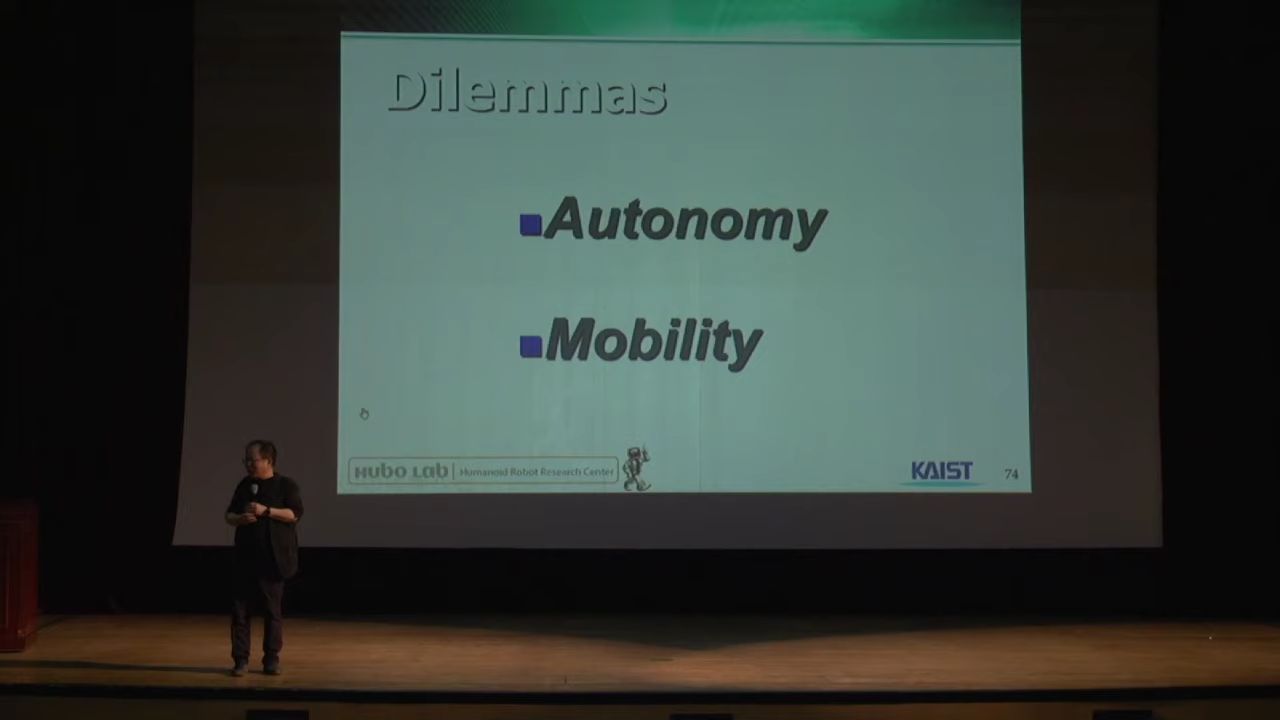 Dilemmas
Autonomy
Mobility
HUBO LAB Humanoid Robot Research Center
KAIST 74